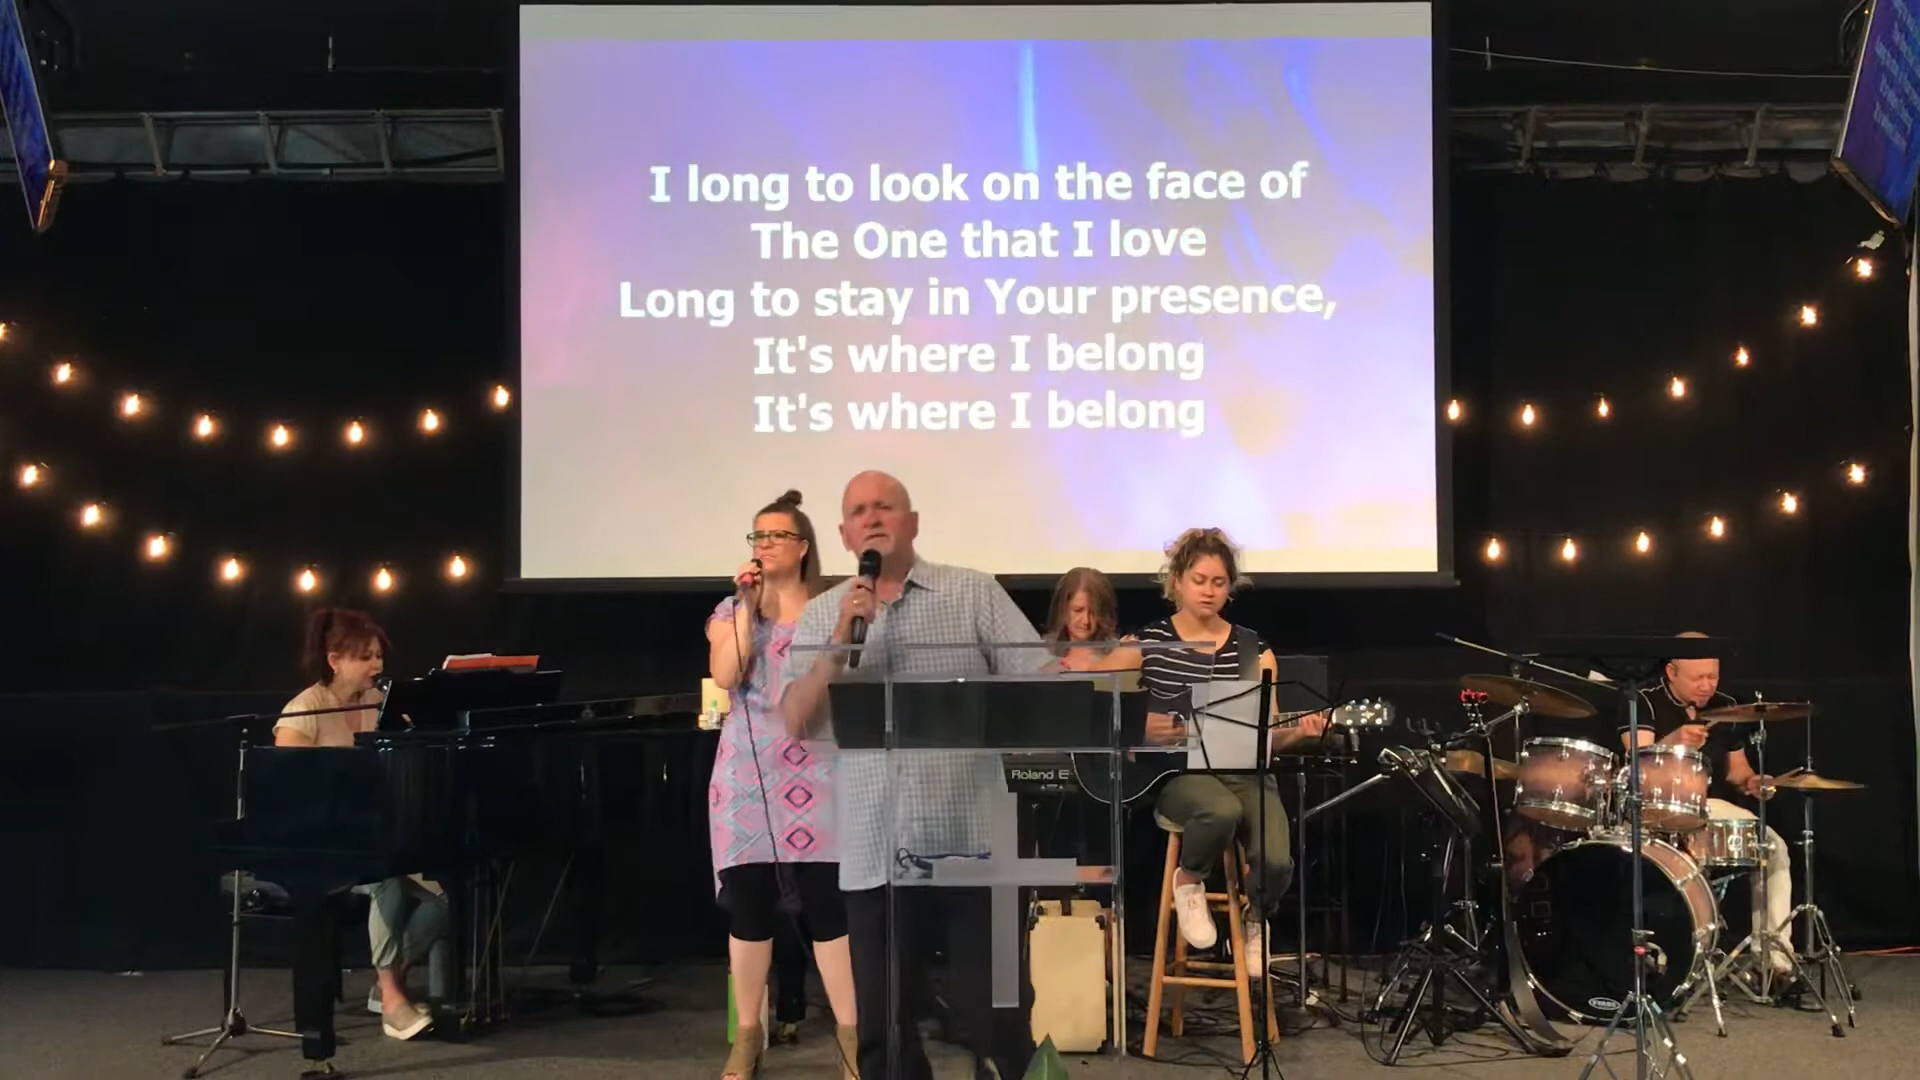 I long to look on the face of
The One that I love
Long to stay in Your presence,
It's where I belong
It's where I belong
Roland E
EVANS